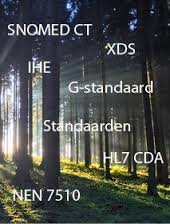 SNOMED CT
XDS
IHE
G-standaard
Standaarden
HL7 CDA
NEN 7510